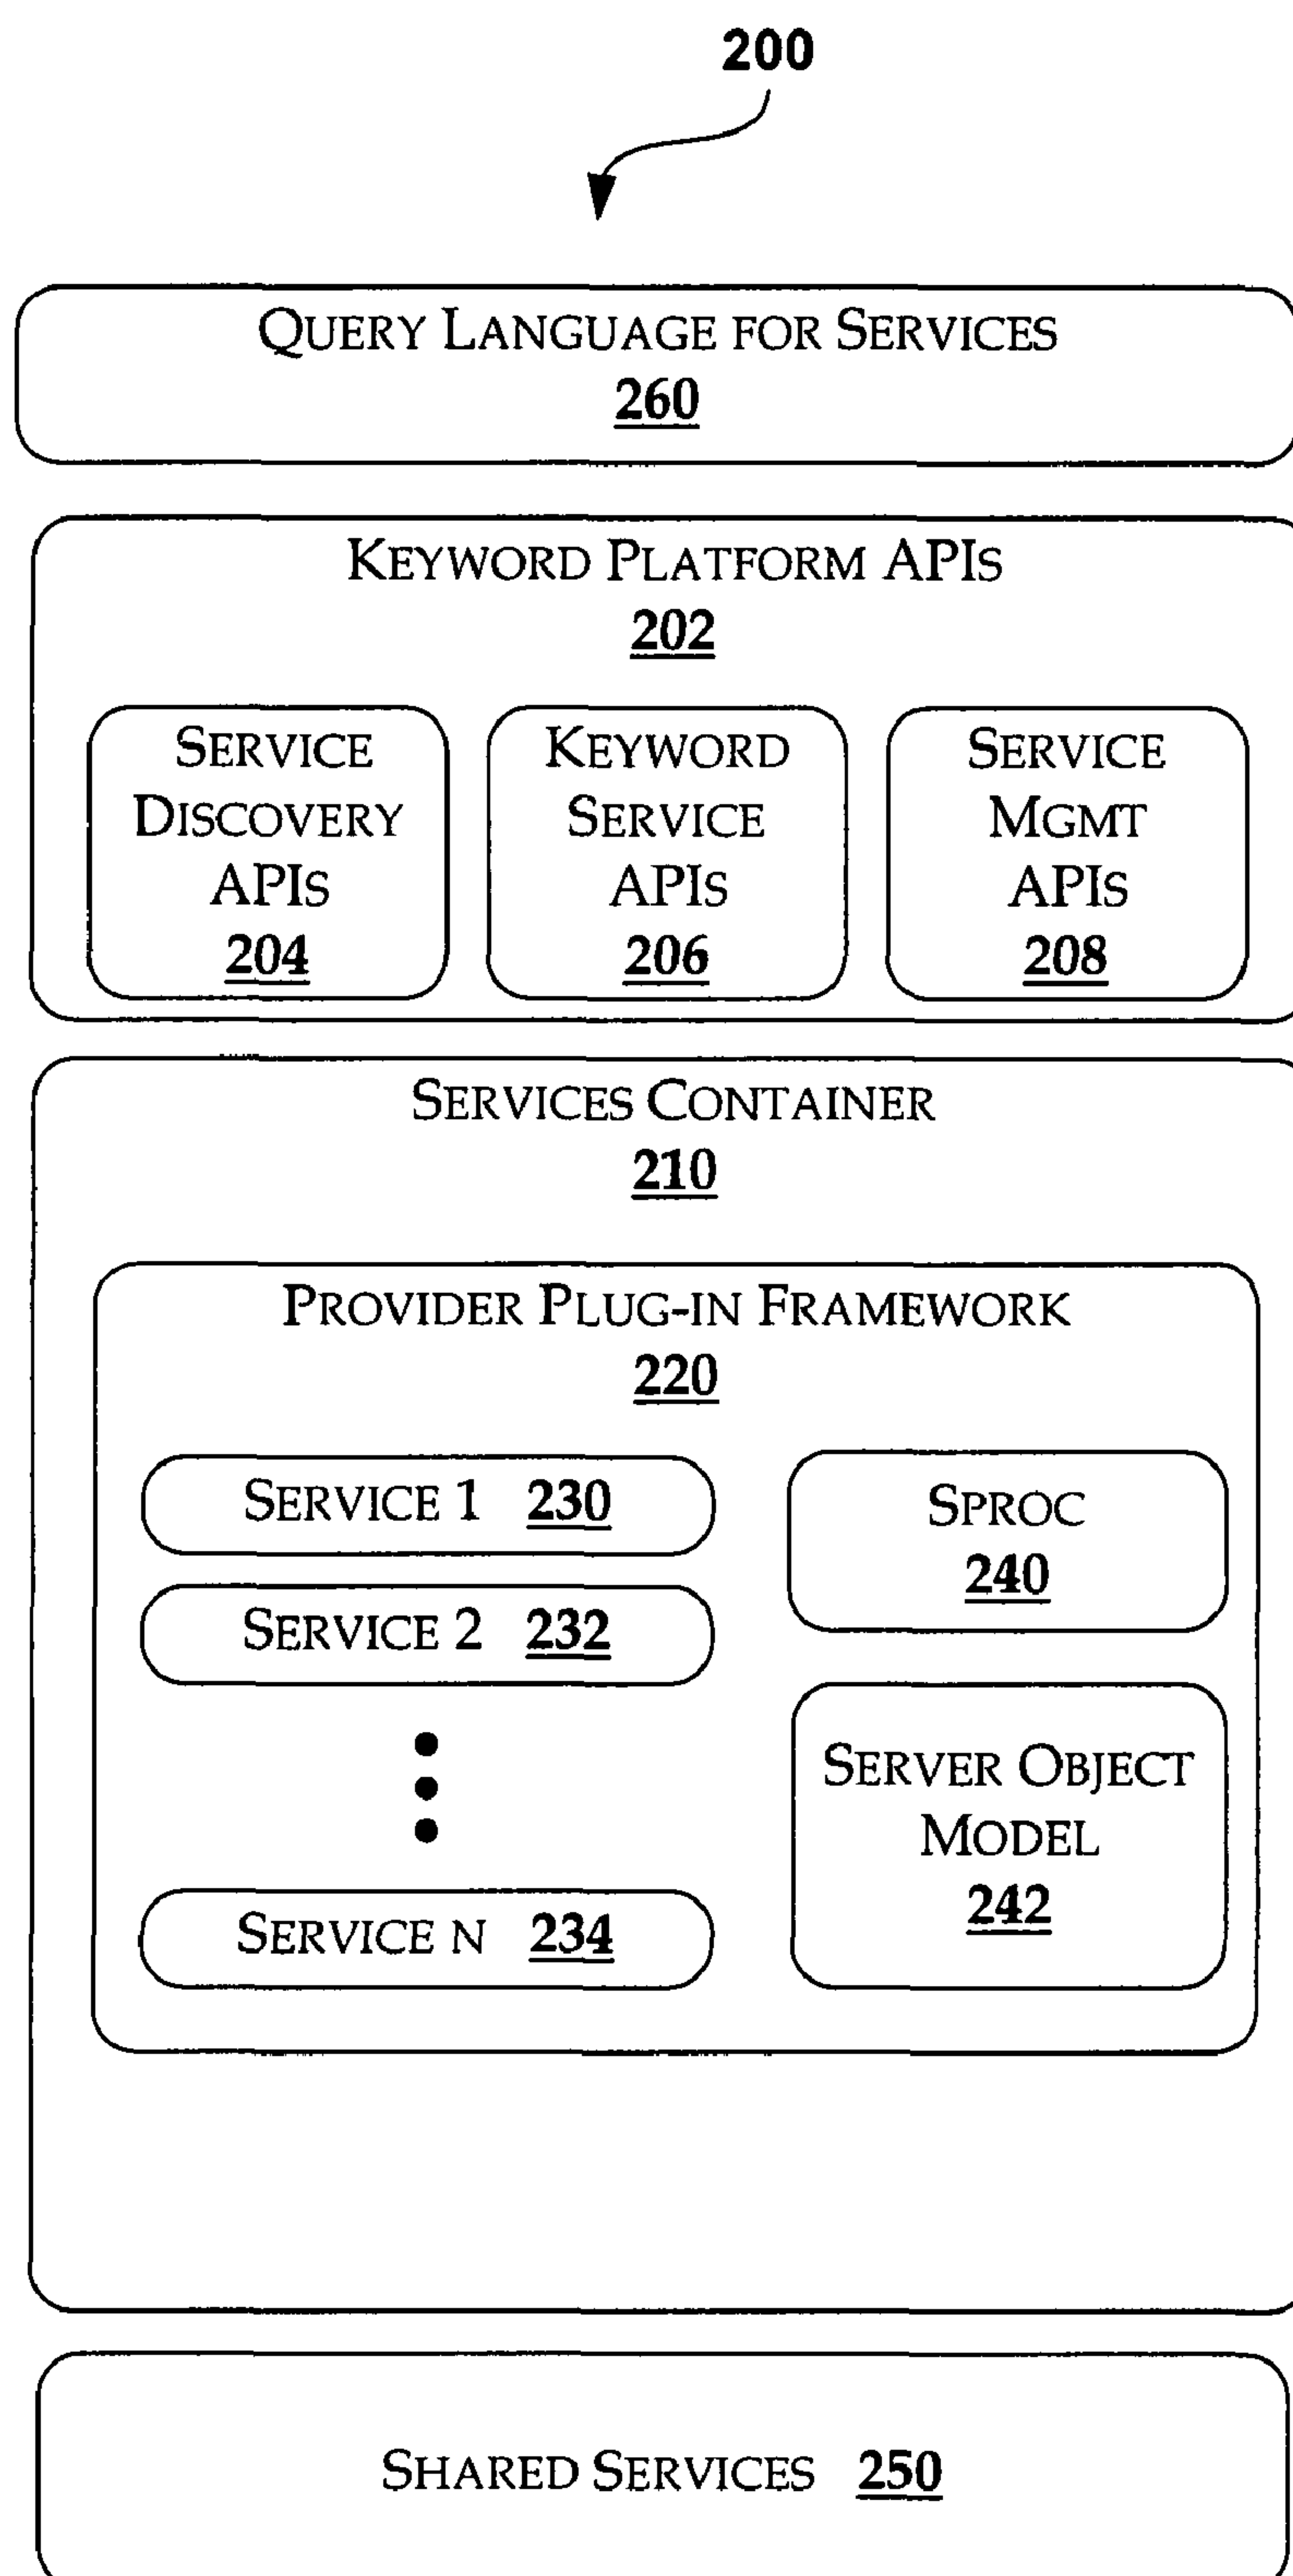 200
QUERY LANGUAGE FOR SERVICES
260
KEYWORD PLATFORM APIS
202
SERVICE
DISCOVERY
APIS
204
KEYWORD
SERVICE
APIS
206
SERVICE
MGMT
APIS
208
SERVICES CONTAINER
210
PROVIDER PLUG-IN FRAMEWORK
220
SERVICE 1 230
SERVICE 2 232
SERVICE N 234
SPROC
240
SERVER OBJECT
MODEL
242
SHARED SERVICES 250